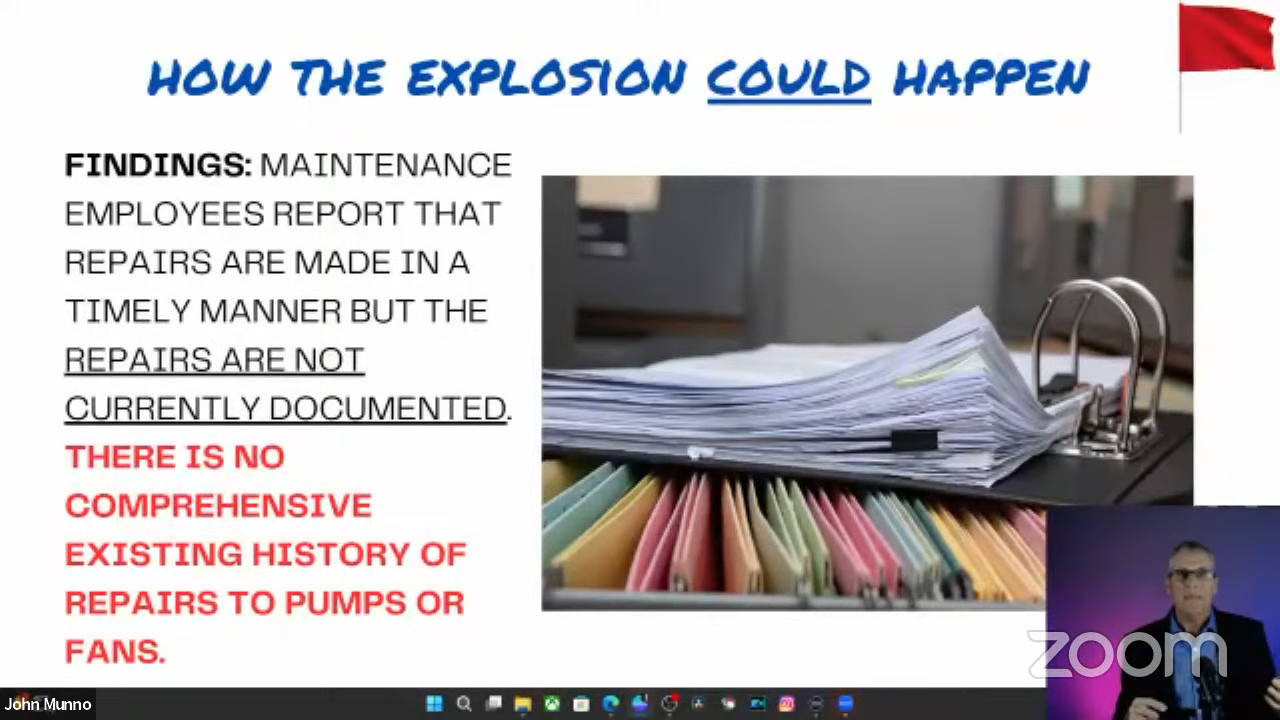 HOW THE EXPLOSION COULD HAPPEN
FINDINGS: MAINTENANCE
EMPLOYEES REPORT THAT
REPAIRS ARE MADE IN A
TIMELY MANNER BUT THE
REPAIRS ARE NOT
CURRENTLY DOCUMENTED.
THERE IS NO
COMPREHENSIVE
EXISTING HISTORY OF
REPAIRS TO PUMPS OR
FANS.
zoom
John Munno